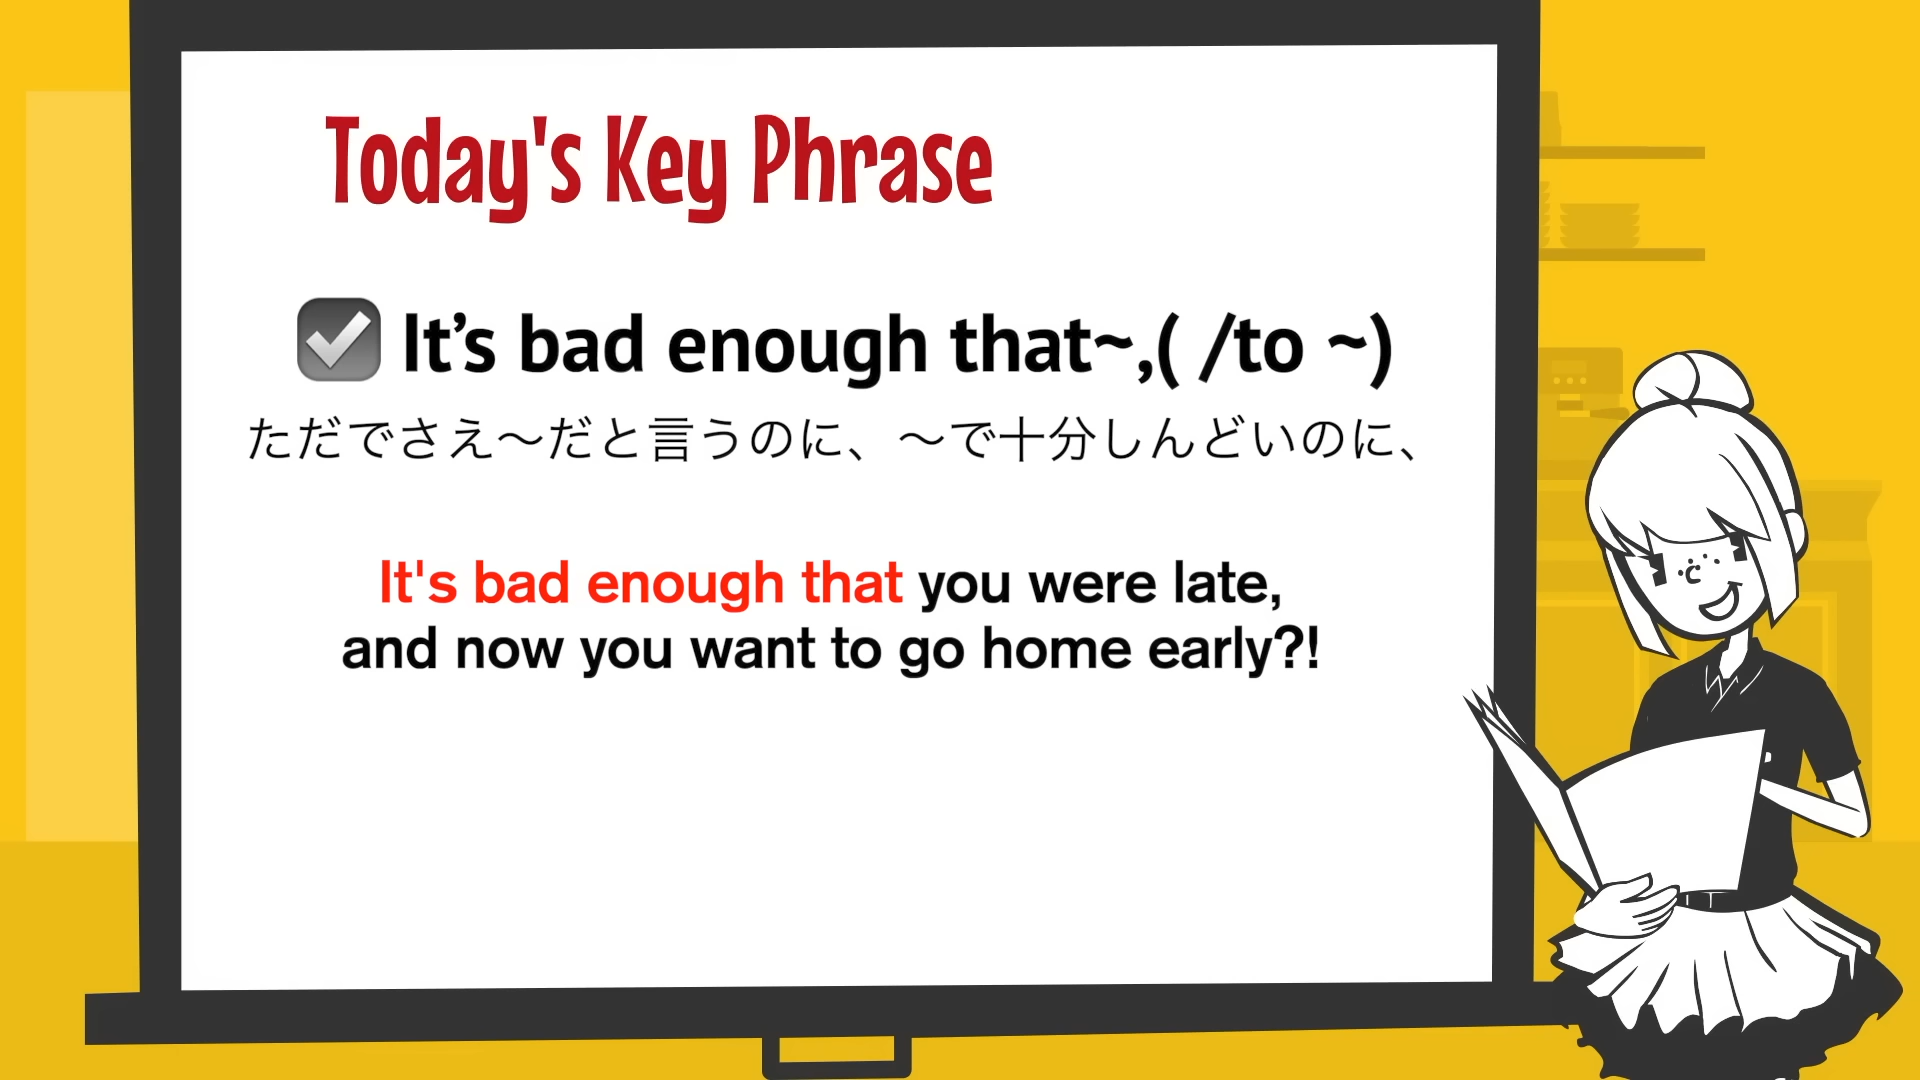 Today's Key Phrase
☑ It’s bad enough that~,( /to ~)
ただでさえ〜だと言うのに、〜で十分しんどいのに、
It's bad enough that you were late,
and now you want to go home early?!